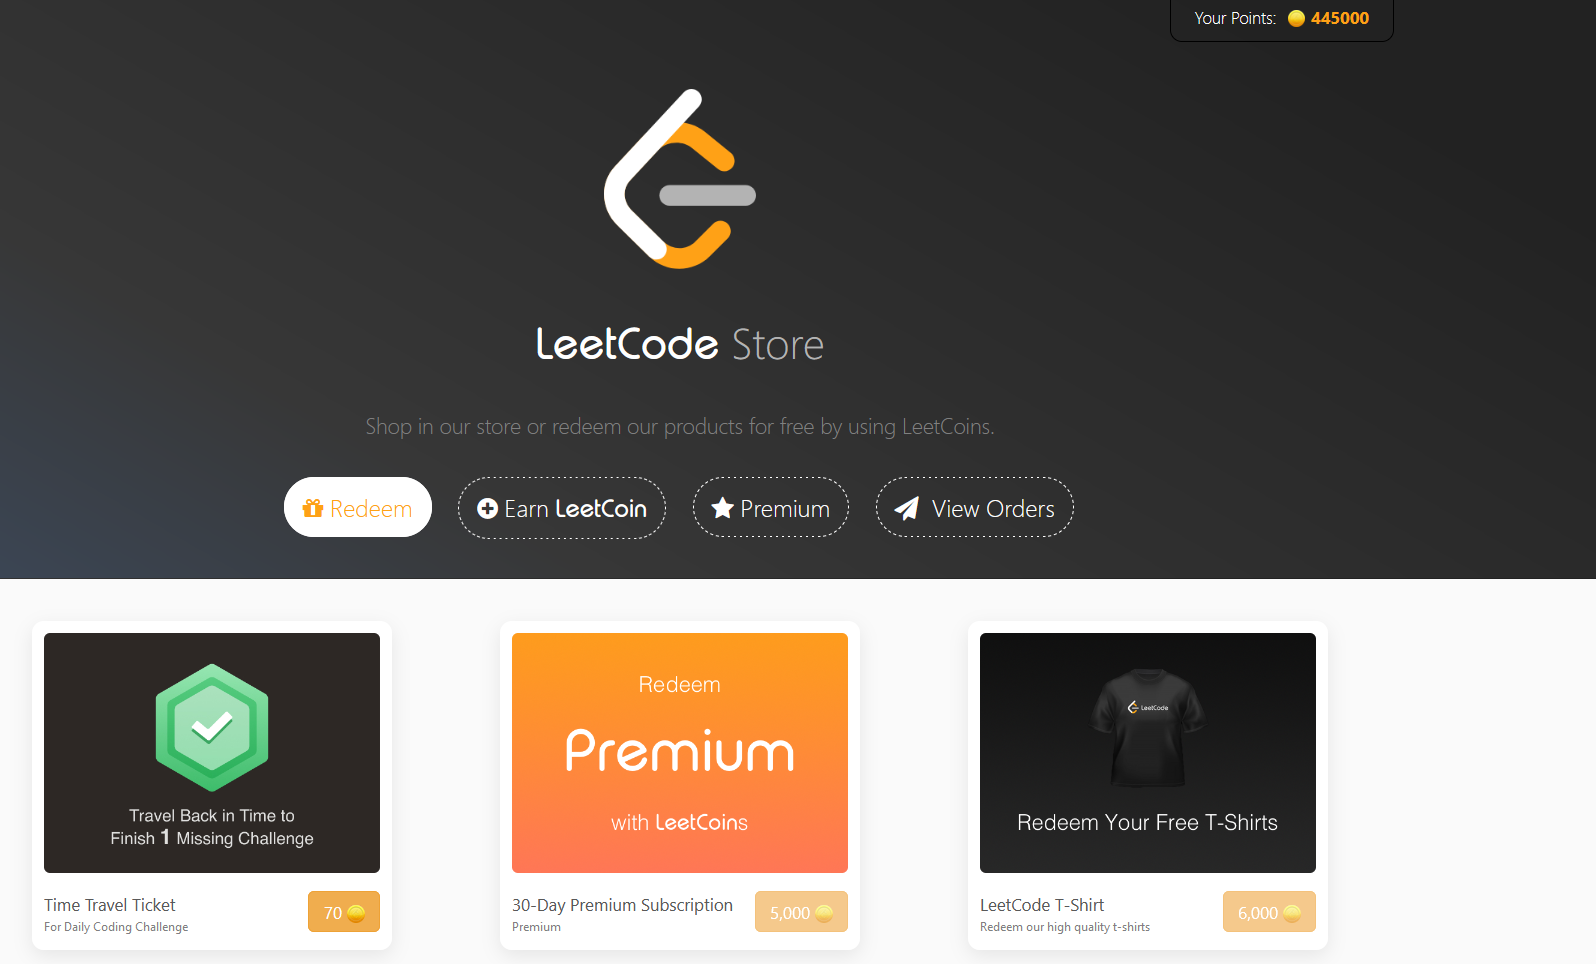 Your Points: 445000
LeetCode Store
Shop in our store or redeem our products for free by using LeetCoins.
Redeem
Earn LeetCoin
Premium
View Orders
Travel Back in Time to
Finish 1 Missing Challenge
Time Travel Ticket
For Daily Coding Challenge
70
Redeem
Premium
with LeetCoins
30-Day Premium Subscription
Premium
5,000
LeetCode
Redeem Your Free T-Shirts
LeetCode T-Shirt
Redeem our high quality t-shirts
6,000